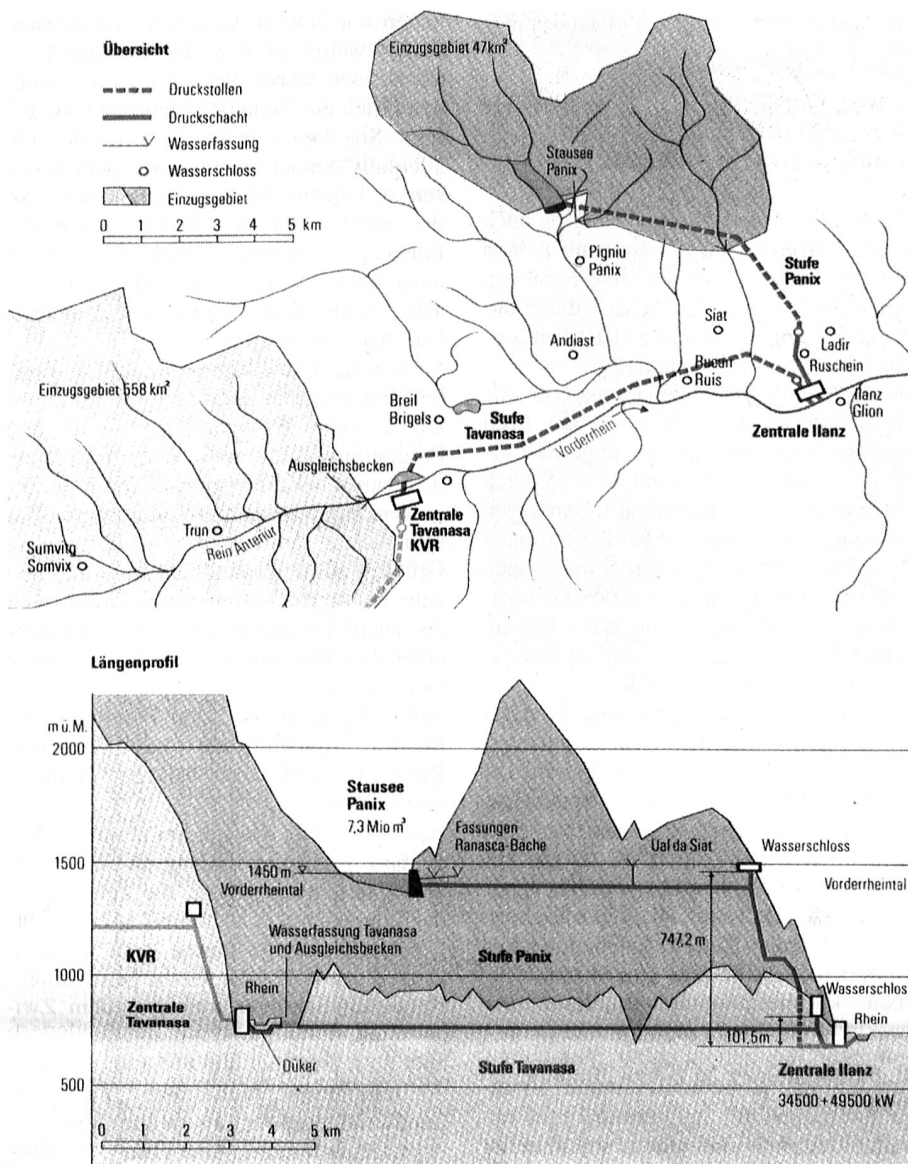 Übersicht
Druckstollen
Druckschacht
Wasserfassung
Wasserschloss
Einzugsgebiet
0 1 2 3 4 5 km
Einzugsgebiet 47km²
Stausee
Panix
Pigniu
Panix
Stufe
Panix
Siat
Ladir
Ruschein
Andiast
Rueun
Ruis
Ilanz
Glion
Zentrale Ilanz
Einzugsgebiet 558 km²
Breil
Brigels
Stufe
Tavanasa
Vorderrhein
Ausgleichsbecken
Zentrale
Tavanasa
KVR
Trun
Rein Anteriur
Sumvitg
Somvix
Längenprofil
m ü.M.
2000
1500
1000
500
Stausee
Panix
7,3 Mio m³
1450 m
Vorderrheintal
Fassungen
Ranasca-Bäche
Ual da Siat
Wasserschloss
Vorderrheintal
747,2 m
Wasserfassung Tavanasa
und Ausgleichsbecken
Stufe Panix
KVR
Rhein
Zentrale
Tavanasa
Wasserschloss
Rhein
101,5m
Düker
Stufe Tavanasa
Zentrale Ilanz
34500 + 49500 kW
0 1 2 3 4 5 km